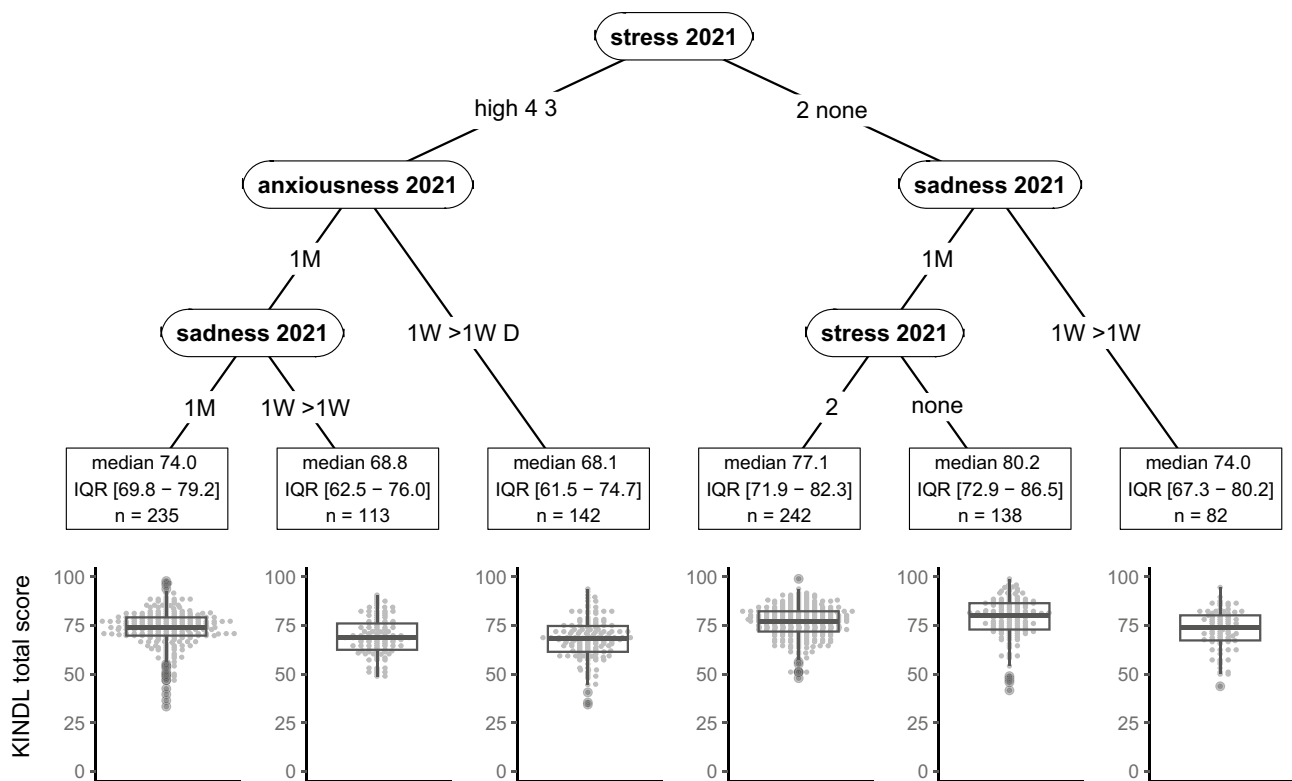 stress 2021
high 4 3
2 none
anxiousness 2021
sadness 2021
1M
1M
sadness 2021
1W >1W D
stress 2021
1W >1W
1M
1W >1W
2
none
median 74.0
IQR [69.8 − 79.2]
n = 235
median 68.8
IQR [62.5 − 76.0]
n = 113
median 68.1
IQR [61.5 − 74.7]
n = 142
median 77.1
IQR [71.9 − 82.3]
n = 242
median 80.2
IQR [72.9 − 86.5]
n = 138
median 74.0
IQR [67.3 − 80.2]
n = 82
KINDL total score
100
75
50
25
0
100
75
50
25
0
100
75
50
25
0
100
75
50
25
0
100
75
50
25
0
100
75
50
25
0